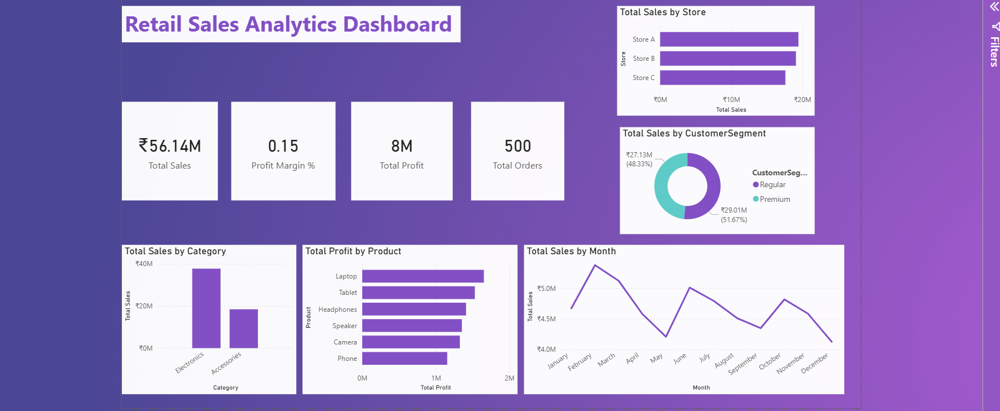 Retail Sales Analytics Dashboard
₹56.14M
Total Sales
0.15
Profit Margin %
8M
Total Profit
500
Total Orders
Total Sales by Store
Store
Store A
Store B
Store C
₹0M ₹10M ₹20M
Total Sales
Total Sales by CustomerSegment
₹27.13M
(48.33%)
₹29.01M
(51.67%)
CustomerSeg...
Regular
Premium
Total Sales by Category
Total Sales
₹40M
₹20M
₹0M
Electronics Accessories
Category
Total Profit by Product
Product
Laptop
Tablet
Headphones
Speaker
Camera
Phone
0M 1M 2M
Total Profit
Total Sales by Month
Total Sales
₹5.0M
₹4.5M
₹4.0M
January February March April May June July August September October November December
Month
Filters